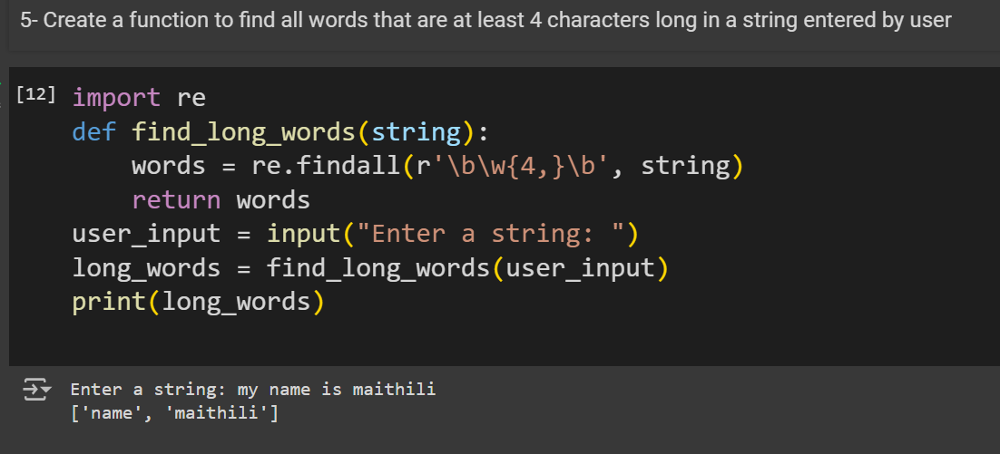 5- Create a function to find all words that are at least 4 characters long in a string entered by user
[12] import re
def find_long_words(string):
    words = re.findall(r'\b\w{4,}\b', string)
    return words
user_input = input("Enter a string: ")
long_words = find_long_words(user_input)
print(long_words)
Enter a string: my name is maithili
['name', 'maithili']